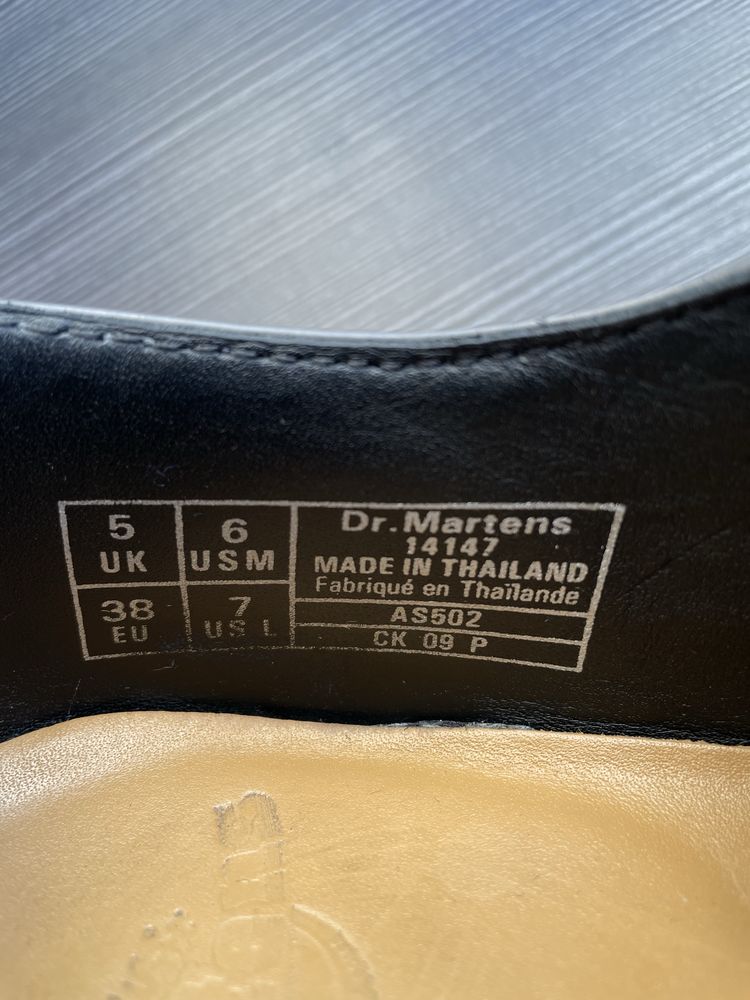 5
UK
6
USM
38
EU
7
US L
Dr. Martens
14147
MADE IN THAILAND
Fabriqué en Thaïlande
AS502
CK 09 P